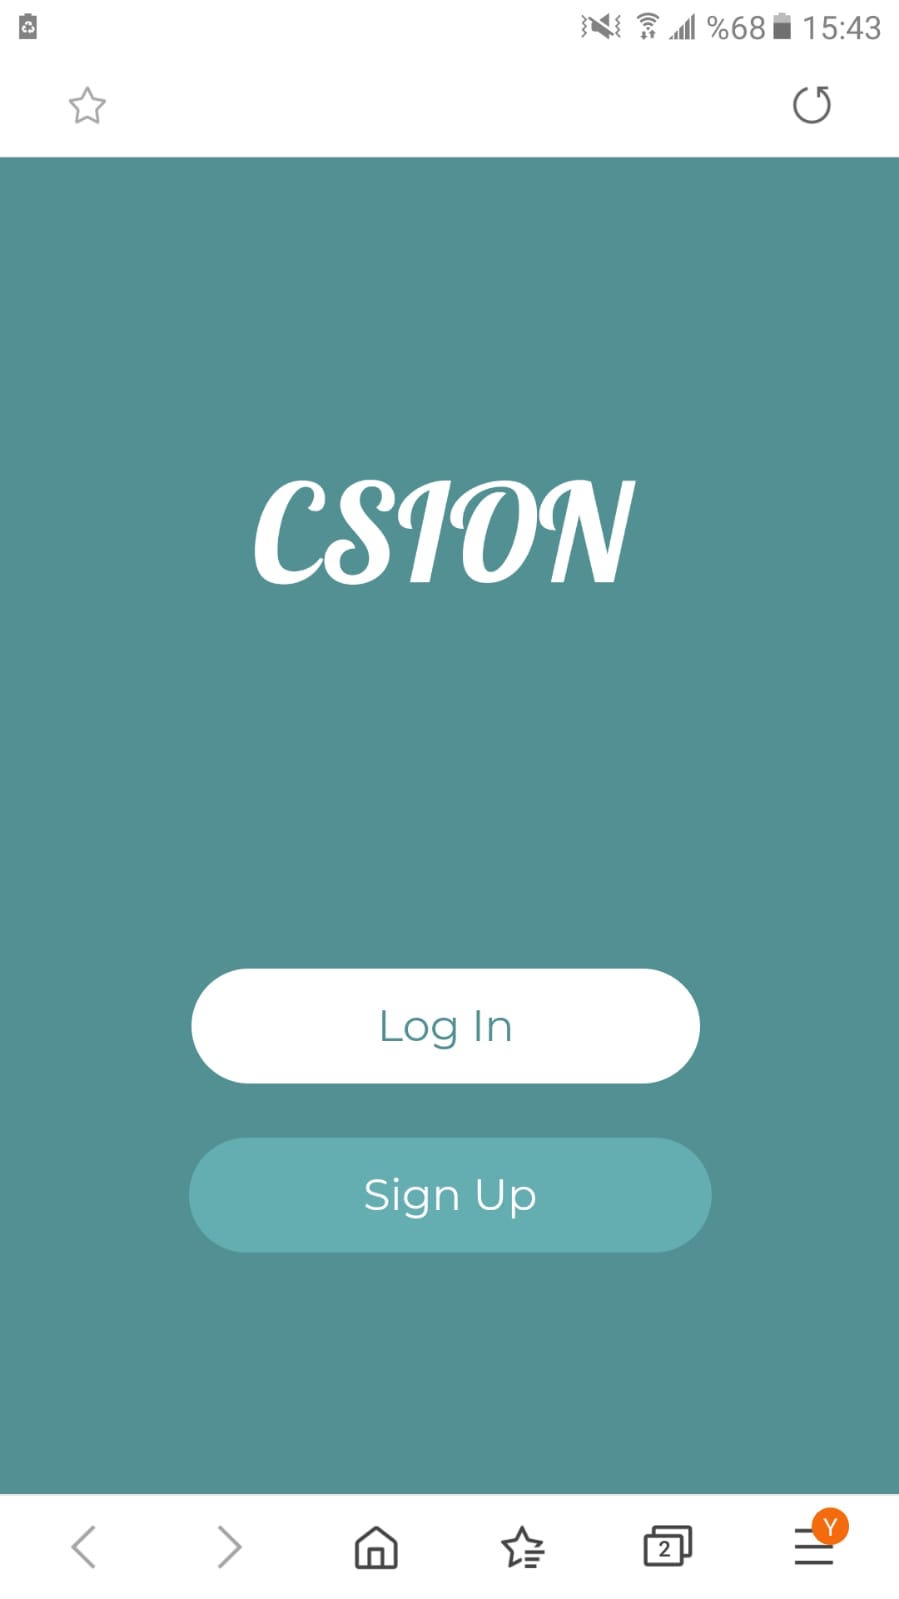 %68 15:43
CSION
Log In
Sign Up
2
Y